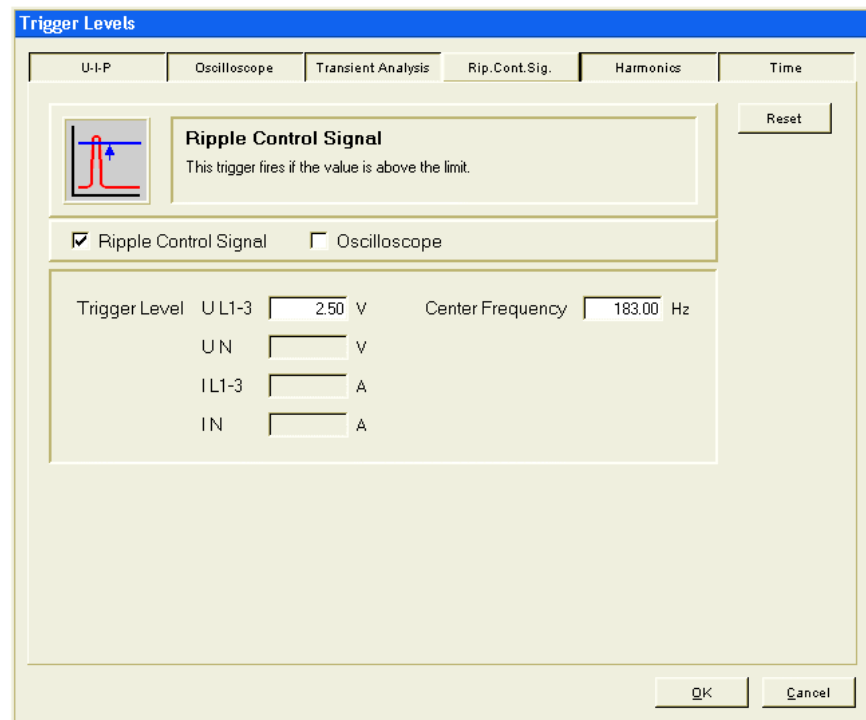 Trigger Levels
U-I-P Oscilloscope Transient Analysis Rip.Cont.Sig. Harmonics Time
Reset
Ripple Control Signal
This trigger fires if the value is above the limit.
Ripple Control Signal Oscilloscope
Trigger Level U L1-3 2.50 V Center Frequency 183.00 Hz
U N V
I L1-3 A
I N A
OK Cancel